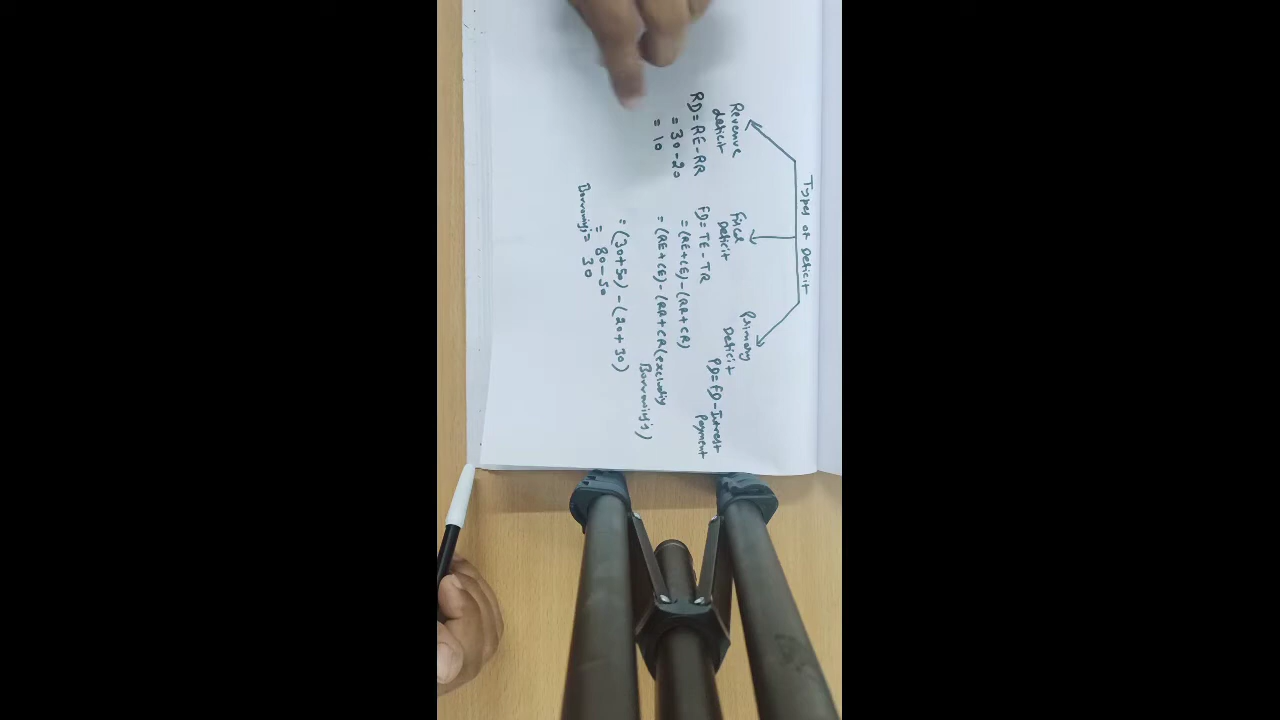 Types of Deficit
Revenue
deficit
RD = RE - RR
= 30 - 20
= 10
Fiscal
Deficit
FD = TE - TR
= (RE + CE) - (RR + CR)
= (RE + CE) - (RR + CR (excluding
Borrowing's)
= (30 + 50) - (20 + 30)
= 80 - 50
Borrowing's = 30
Primary
Deficit
PD = FD - Interest
Payment